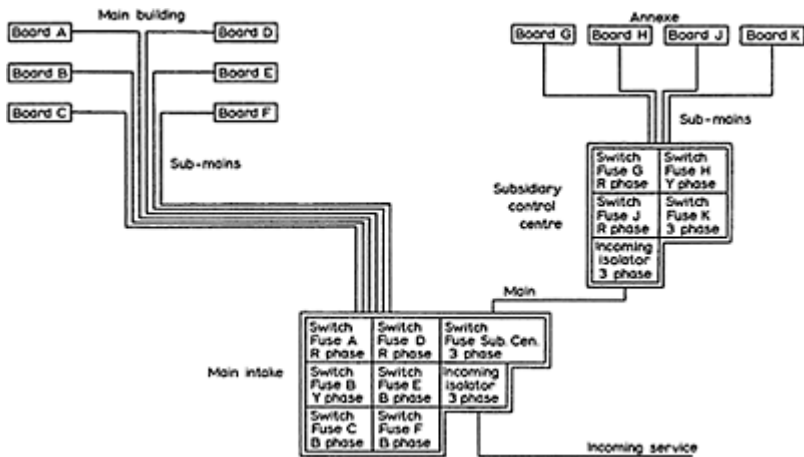 Main building
Board A
Board D
Board B
Board E
Board C
Board F
Sub-mains
Annexe
Board G
Board H
Board J
Board K
Sub-mains
Subsidiary
control
centre
Switch
Fuse G
R phase
Switch
Fuse H
Y phase
Switch
Fuse J
R phase
Switch
Fuse K
3 phase
Incoming
isolator
3 phase
Main
Main intake
Switch
Fuse A
R phase
Switch
Fuse D
R phase
Switch
Fuse Sub. Cen.
3 phase
Switch
Fuse B
Y phase
Switch
Fuse E
B phase
Incoming
isolator
3 phase
Switch
Fuse C
B phase
Switch
Fuse F
B phase
Incoming service